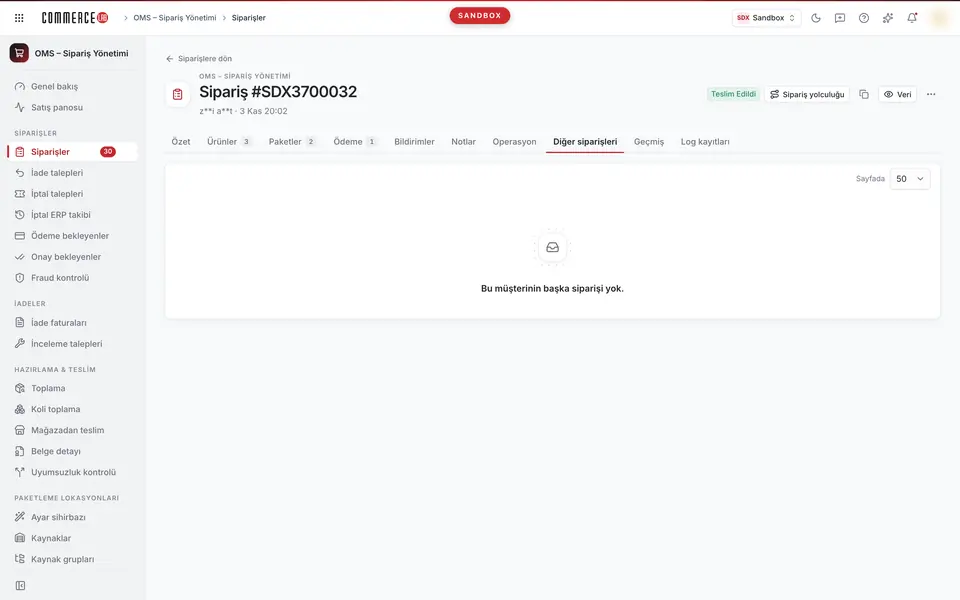 COMMERCE LAB
OMS – Sipariş Yönetimi
Siparişler
SANDBOX
SDX Sandbox
OMS – Sipariş Yönetimi
Genel bakış
Satış panosu
SİPARİŞLER
Siparişler 30
İade talepleri
İptal talepleri
İptal ERP takibi
Ödeme bekleyenler
Onay bekleyenler
Fraud kontrolü
İADELER
İade faturaları
İnceleme talepleri
HAZIRLAMA & TESLİM
Toplama
Koli toplama
Mağazadan teslim
Belge detayı
Uyumsuzluk kontrolü
PAKETLEME LOKASYONLARI
Ayar sihirbazı
Kaynaklar
Kaynak grupları
Siparişlere dön
OMS – SİPARİŞ YÖNETİMİ
Sipariş #SDX3700032
z**i a**t · 3 Kas 20:02
Teslim Edildi
Sipariş yolculuğu
Veri
Özet
Ürünler 3
Paketler 2
Ödeme 1
Bildirimler
Notlar
Operasyon
Diğer siparişleri
Geçmiş
Log kayıtları
Sayfada 50
Bu müşterinin başka siparişi yok.